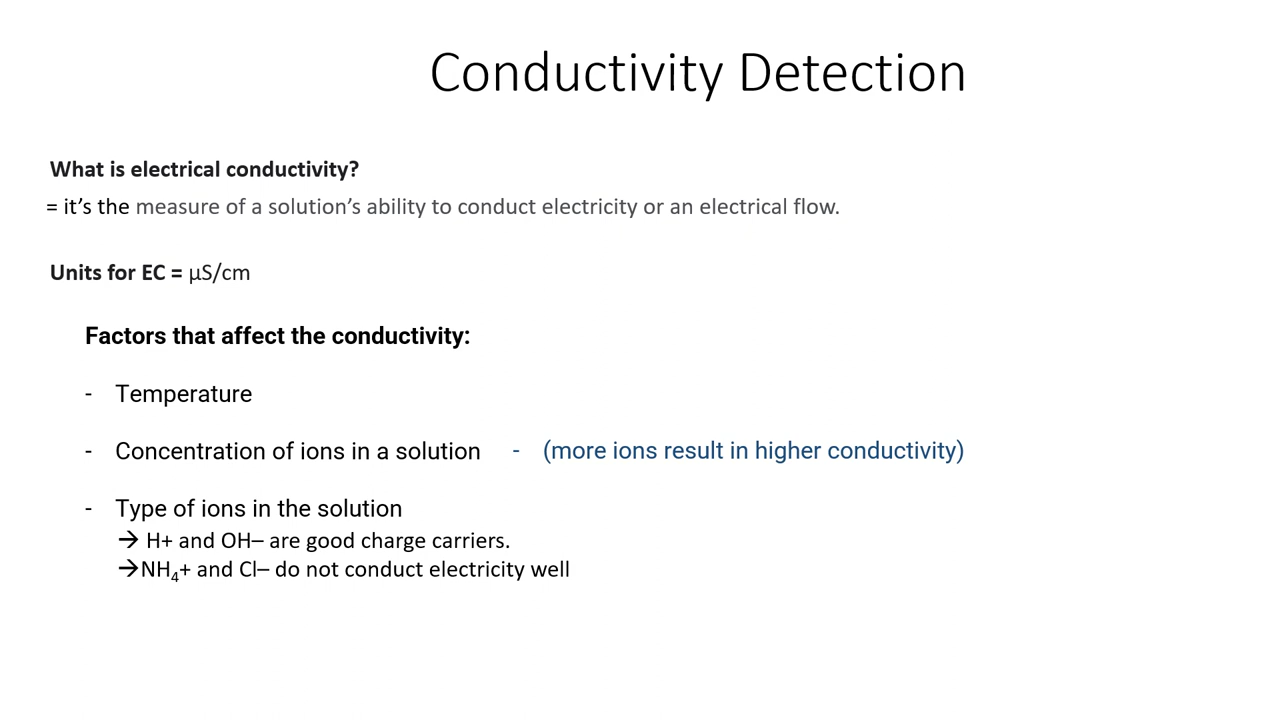 Conductivity Detection
What is electrical conductivity?
= it’s the measure of a solution’s ability to conduct electricity or an electrical flow.
Units for EC = µS/cm
Factors that affect the conductivity:
- Temperature
- Concentration of ions in a solution - (more ions result in higher conductivity)
- Type of ions in the solution
→ H+ and OH– are good charge carriers.
→NH₄+ and Cl– do not conduct electricity well